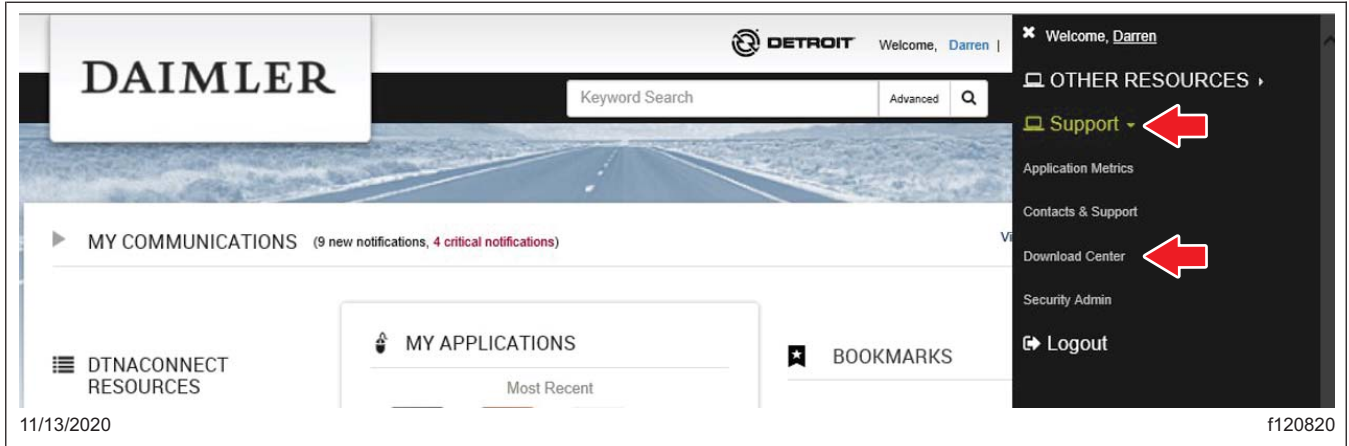 DETROIT Welcome, Darren |
DAIMLER
Keyword Search Advanced
MY COMMUNICATIONS (9 new notifications, 4 critical notifications)
DTNACONNECT
RESOURCES
MY APPLICATIONS
Most Recent
BOOKMARKS
Welcome, Darren
OTHER RESOURCES
Support
Application Metrics
Contacts & Support
Download Center
Security Admin
Logout
11/13/2020 f120820